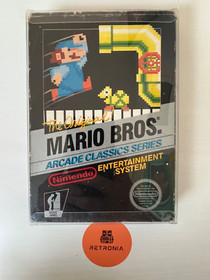 The Original
MARIO BROS.
ARCADE CLASSICS SERIES
Nintendo
ENTERTAINMENT
SYSTEM
RETRONIA